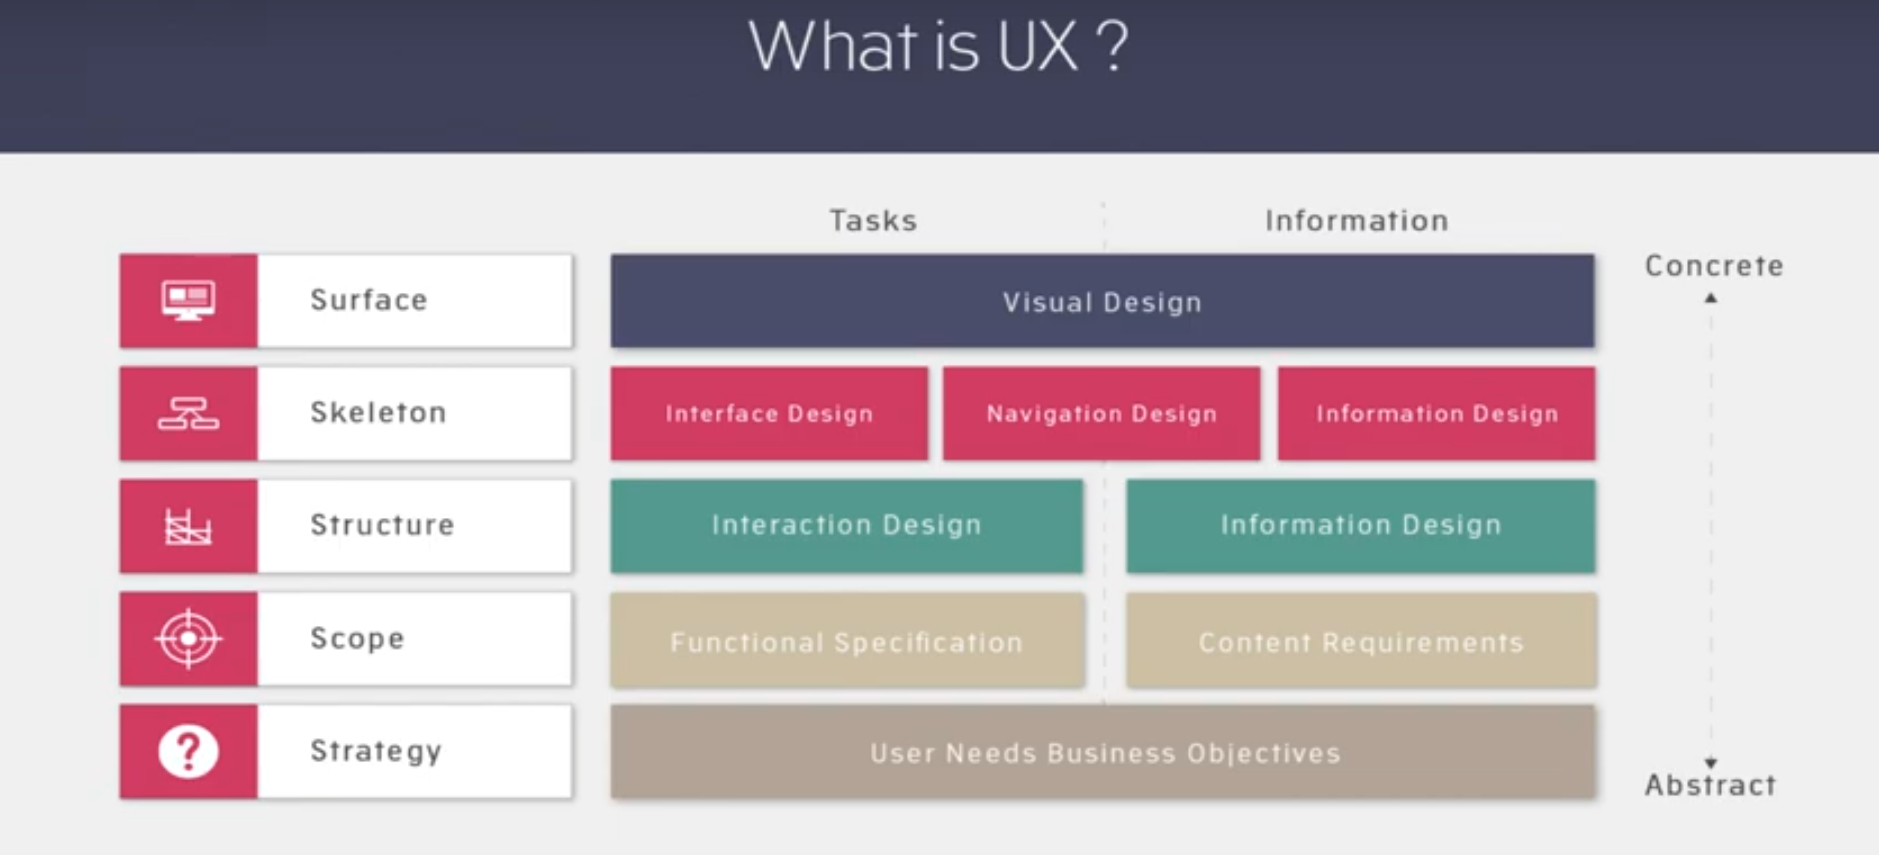 What is UX ?
Tasks
Information
Concrete
Surface
Visual Design
Skeleton
Interface Design
Navigation Design
Information Design
Structure
Interaction Design
Information Design
Scope
Functional Specification
Content Requirements
?
Strategy
User Needs Business Objectives
Abstract